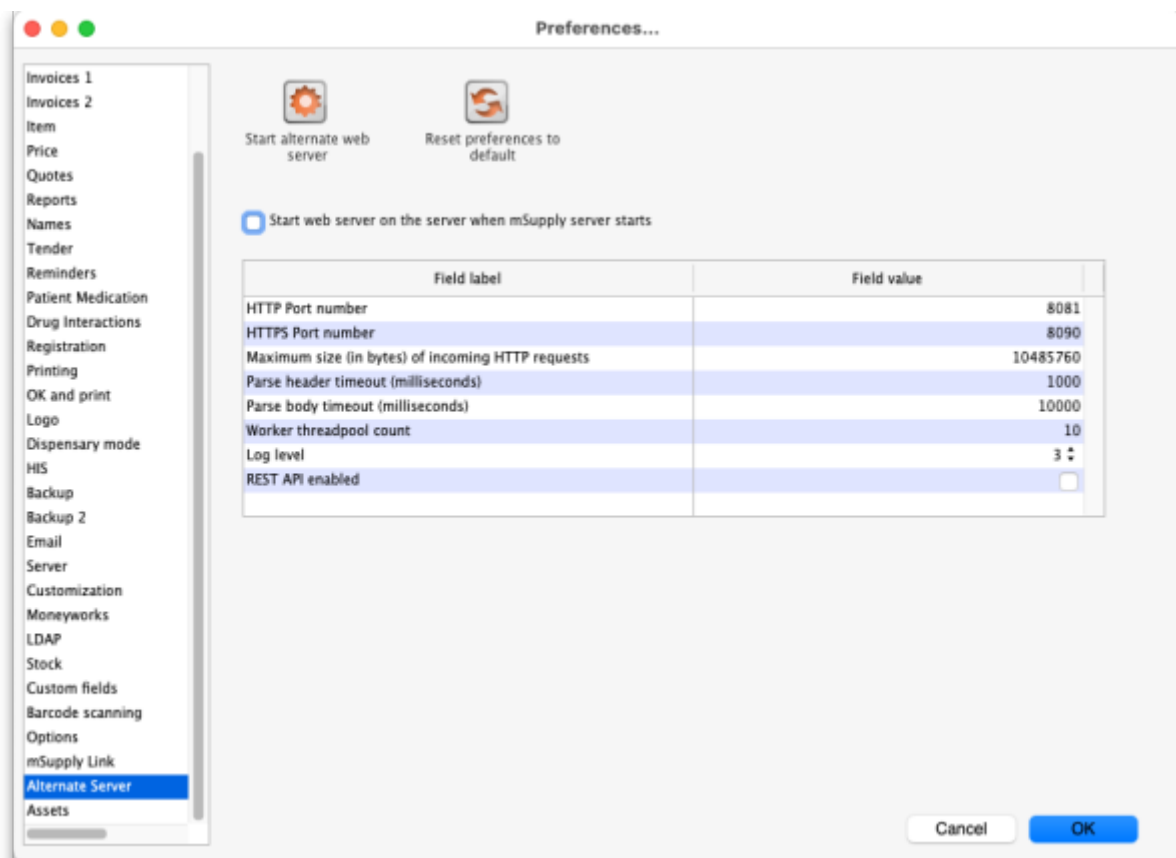 Preferences...
Invoices 1
Invoices 2
Item
Price
Quotes
Reports
Names
Tender
Reminders
Patient Medication
Drug Interactions
Registration
Printing
OK and print
Logo
Dispensary mode
HIS
Backup
Backup 2
Email
Server
Customization
Moneyworks
LDAP
Stock
Custom fields
Barcode scanning
Options
mSupply Link
Alternate Server
Assets
Start alternate web
server
Reset preferences to
default
Start web server on the server when mSupply server starts
Field label Field value
HTTP Port number 8081
HTTPS Port number 8090
Maximum size (in bytes) of incoming HTTP requests 10485760
Parse header timeout (milliseconds) 1000
Parse body timeout (milliseconds) 10000
Worker threadpool count 10
Log level 3
REST API enabled
Cancel OK